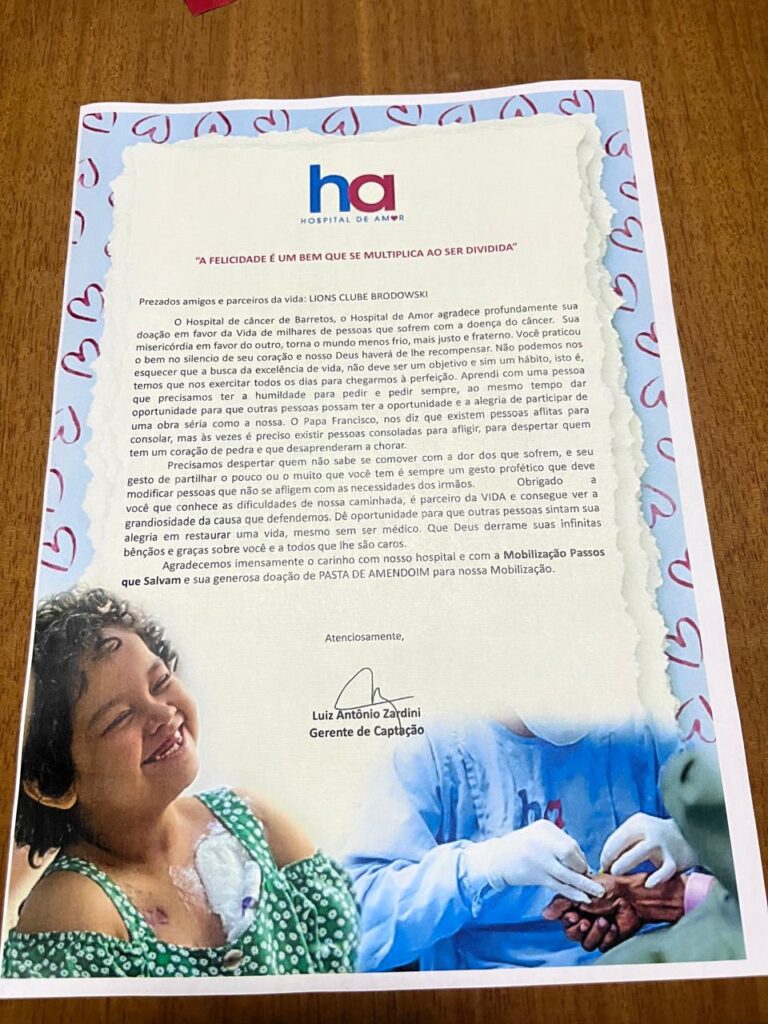 ha
HOSPITAL DE AMOR
"A FELICIDADE É UM BEM QUE SE MULTIPLICA AO SER DIVIDIDA"
Prezados amigos e parceiros da vida: LIONS CLUBE BRODOWSKI
O Hospital de câncer de Barretos, o Hospital de Amor agradece profundamente sua
doação em favor da Vida de milhares de pessoas que sofrem com a doença do câncer. Sua
misericórdia em favor do outro, torna o mundo menos frio, mais justo e fraterno. Você praticou
o bem no silencio de seu coração e nosso Deus haverá de lhe recompensar. Não podemos nos
esquecer que a busca da excelência de vida, não deve ser um objetivo e sim um hábito, isto é,
temos que nos exercitar todos os dias para chegarmos à perfeição. Aprendi com uma pessoa
que precisamos ter a humildade para pedir e pedir sempre, ao mesmo tempo dar
oportunidade para que outras pessoas possam ter a oportunidade e a alegria de participar de
uma obra séria como a nossa. O Papa Francisco, nos diz que existem pessoas aflitas para
consolar, mas às vezes é preciso existir pessoas consoladas para afligir, para despertar quem
tem um coração de pedra e que desaprenderam a chorar.
Precisamos despertar quem não sabe se comover com a dor dos que sofrem, e seu
gesto de partilhar o pouco ou o muito que você tem é sempre um gesto profético que deve
modificar pessoas que não se afligem com as necessidades dos irmãos. Obrigado a
você que conhece as dificuldades de nossa caminhada, é parceiro da VIDA e consegue ver a
grandiosidade da causa que defendemos. Dê oportunidade para que outras pessoas sintam sua
alegria em restaurar uma vida, mesmo sem ser médico. Que Deus derrame suas infinitas
bênçãos e graças sobre você e a todos que lhe são caros.
Agradecemos imensamente o carinho com nosso hospital e com a Mobilização Passos
que Salvam e sua generosa doação de PASTA DE AMENDOIM para nossa Mobilização.
Atenciosamente,
Luiz Antônio Zardini
Gerente de Captação
ha